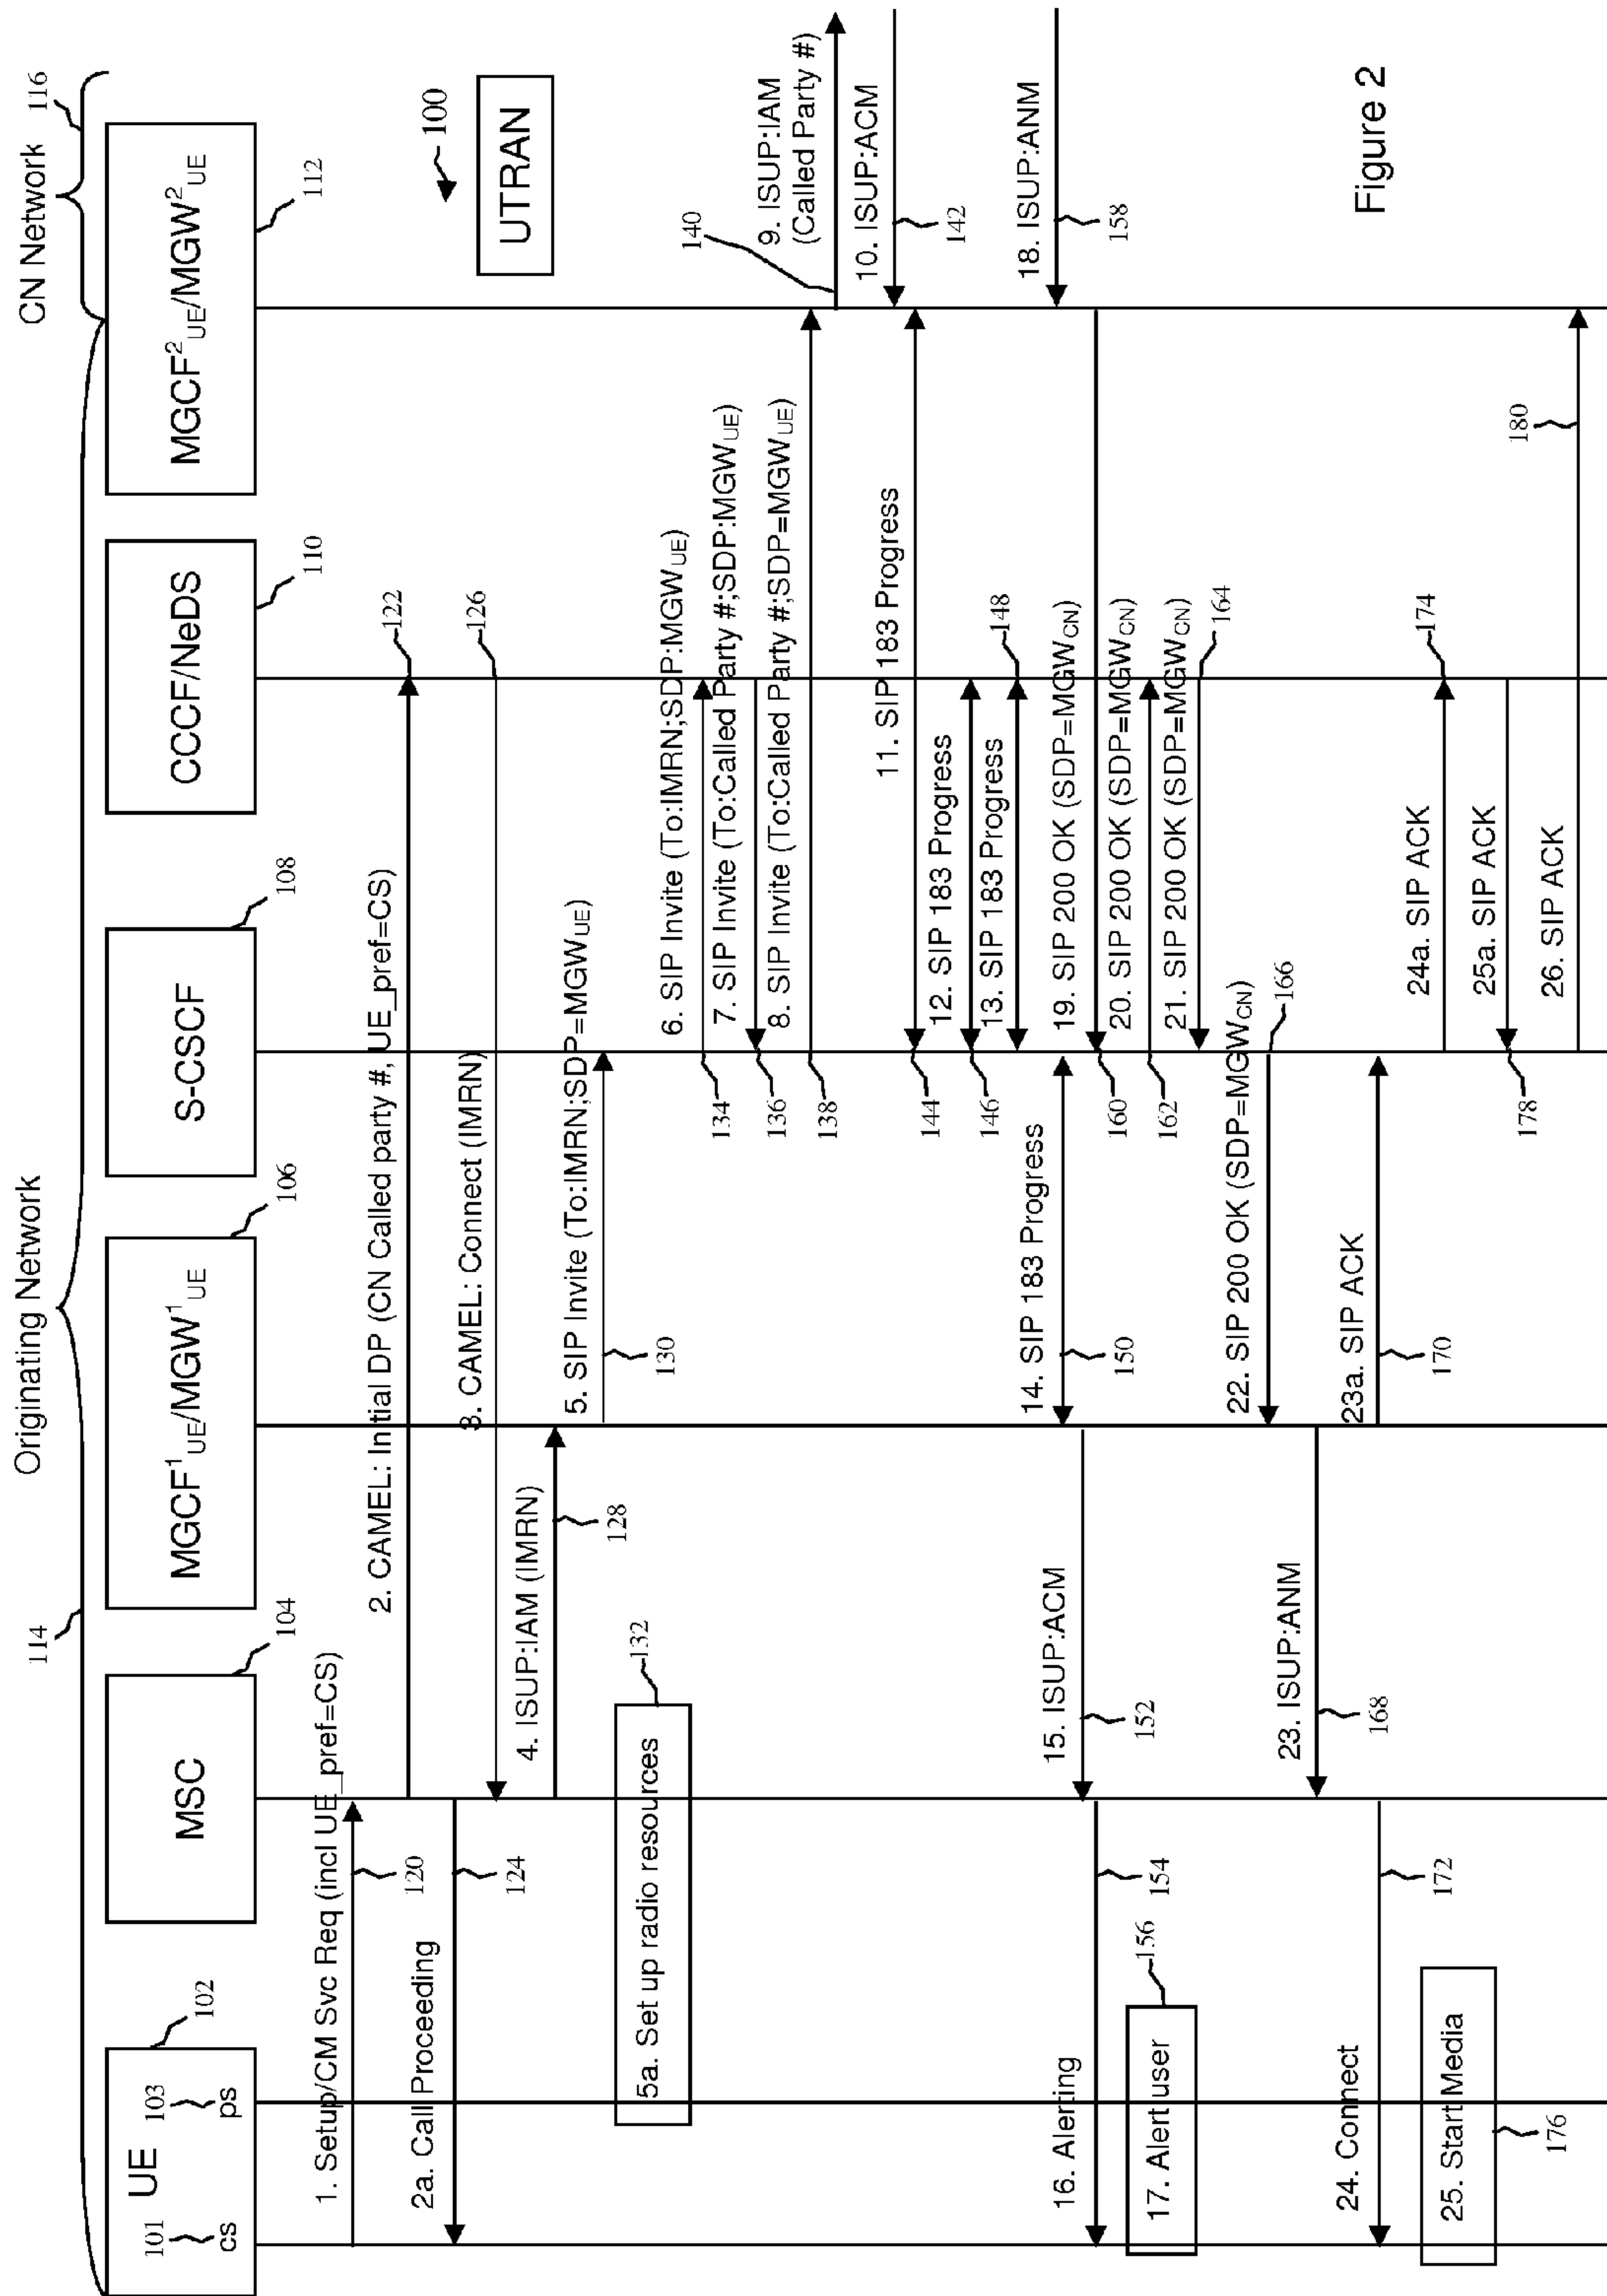 Originating Network
CN Network
114
116
UE
101
103
cs
ps
102
MSC
104
MGCF¹UE/MGW¹UE
106
S-CSCF
108
CCCF/NeDS
110
MGCF²UE/MGW²UE
112
100
UTRAN
1. Setup/CM Svc Req (incl UE_pref=CS)
120
2. CAMEL: Initial DP (CN Called party #, UE_pref=CS)
122
2a. Call Proceeding
124
3. CAMEL: Connect (IMRN)
126
4. ISUP:IAM (IMRN)
128
5. SIP Invite (To:IMRN;SDP=MGWUE)
130
5a. Set up radio resources
132
6. SIP Invite (To:IMRN;SDP:MGWUE)
134
7. SIP Invite (To:Called Party #;SDP:MGWUE)
136
8. SIP Invite (To:Called Party #;SDP=MGWUE)
138
9. ISUP:IAM
(Called Party #)
140
10. ISUP:ACM
142
11. SIP 183 Progress
144
12. SIP 183 Progress
146
13. SIP 183 Progress
148
14. SIP 183 Progress
150
15. ISUP:ACM
152
16. Alerting
154
17. Alert user
156
18. ISUP:ANM
158
19. SIP 200 OK (SDP=MGWCN)
160
20. SIP 200 OK (SDP=MGWCN)
162
21. SIP 200 OK (SDP=MGWCN)
164
22. SIP 200 OK (SDP=MGWCN)
166
23. ISUP:ANM
168
23a. SIP ACK
170
24. Connect
172
24a. SIP ACK
174
25. Start Media
176
25a. SIP ACK
178
26. SIP ACK
180
Figure 2